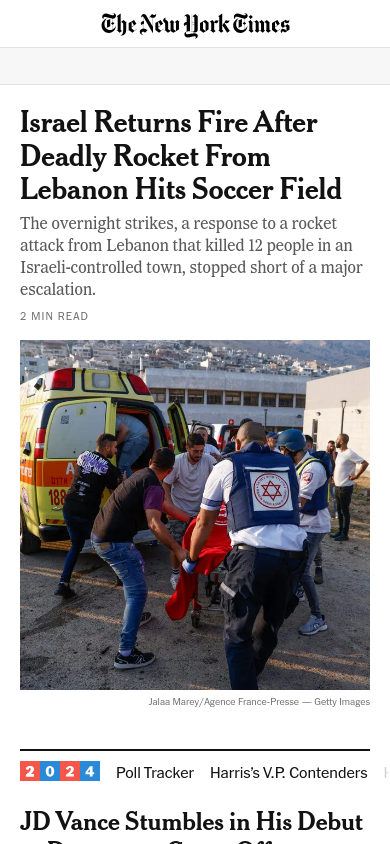 The New York Times
Israel Returns Fire After
Deadly Rocket From
Lebanon Hits Soccer Field
The overnight strikes, a response to a rocket
attack from Lebanon that killed 12 people in an
Israeli-controlled town, stopped short of a major
escalation.
2 MIN READ
Jalaa Marey/Agence France-Presse — Getty Images
2024 Poll Tracker Harris's V.P. Contenders
JD Vance Stumbles in His Debut